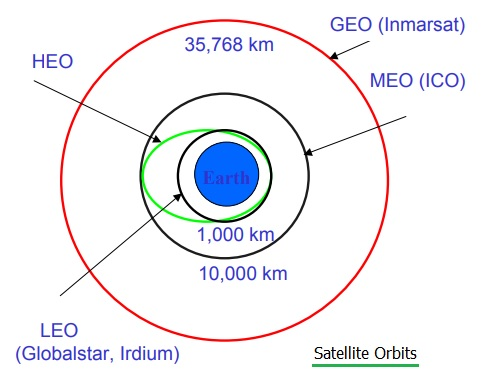 GEO (Inmarsat)
35,768 km
HEO
MEO (ICO)
Earth
1,000 km
10,000 km
LEO
(Globalstar, Irdium)
Satellite Orbits